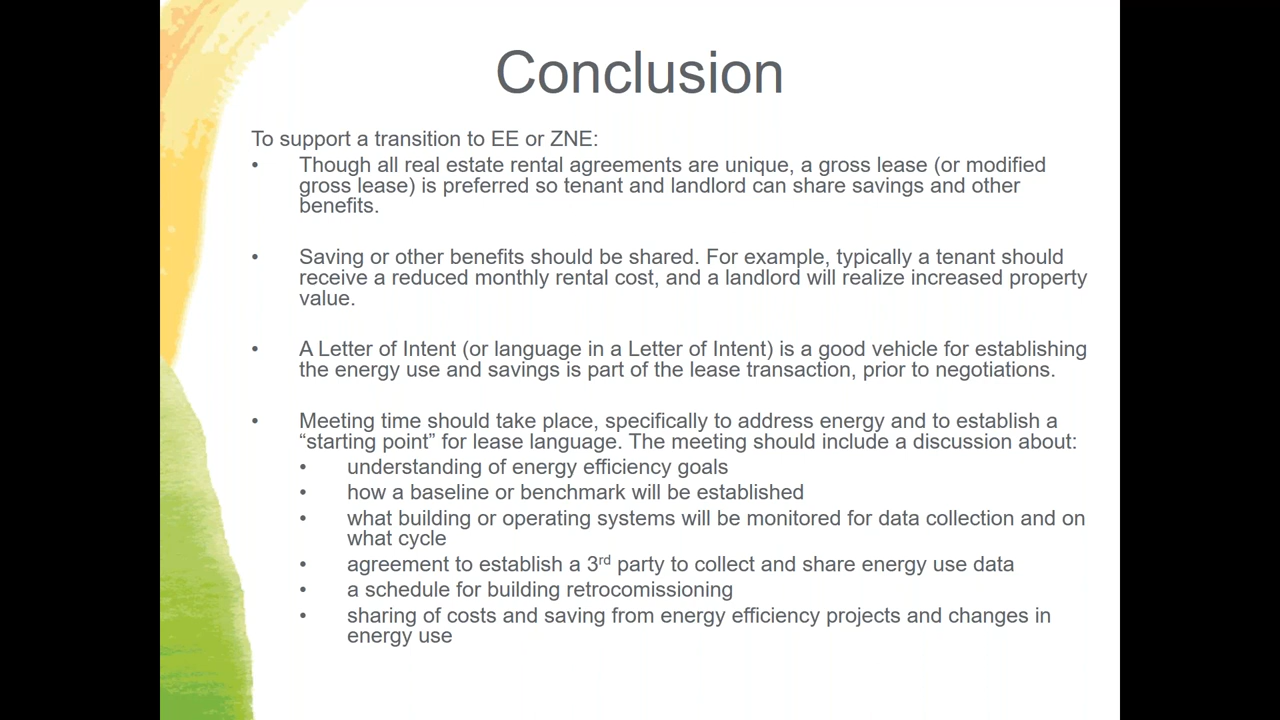 Conclusion
To support a transition to EE or ZNE:
• Though all real estate rental agreements are unique, a gross lease (or modified
gross lease) is preferred so tenant and landlord can share savings and other
benefits.
• Saving or other benefits should be shared. For example, typically a tenant should
receive a reduced monthly rental cost, and a landlord will realize increased property
value.
• A Letter of Intent (or language in a Letter of Intent) is a good vehicle for establishing
the energy use and savings is part of the lease transaction, prior to negotiations.
• Meeting time should take place, specifically to address energy and to establish a
“starting point” for lease language. The meeting should include a discussion about:
• understanding of energy efficiency goals
• how a baseline or benchmark will be established
• what building or operating systems will be monitored for data collection and on
what cycle
• agreement to establish a 3rd party to collect and share energy use data
• a schedule for building retrocomissioning
• sharing of costs and saving from energy efficiency projects and changes in
energy use